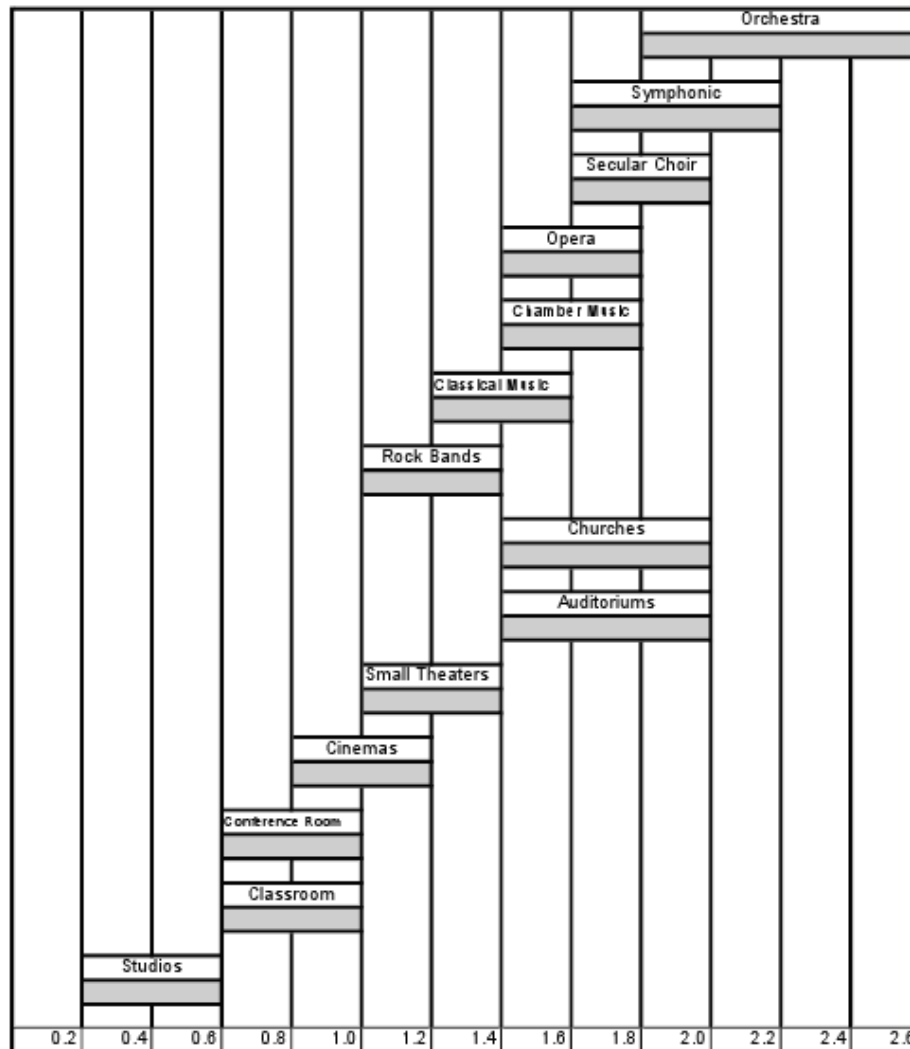 Orchestra
Symphonic
Secular Choir
Opera
Chamber Music
Classical Music
Rock Bands
Churches
Auditoriums
Small Theaters
Cinemas
Conference Room
Classroom
Studios
0.2 0.4 0.6 0.8 1.0 1.2 1.4 1.6 1.8 2.0 2.2 2.4 2.6